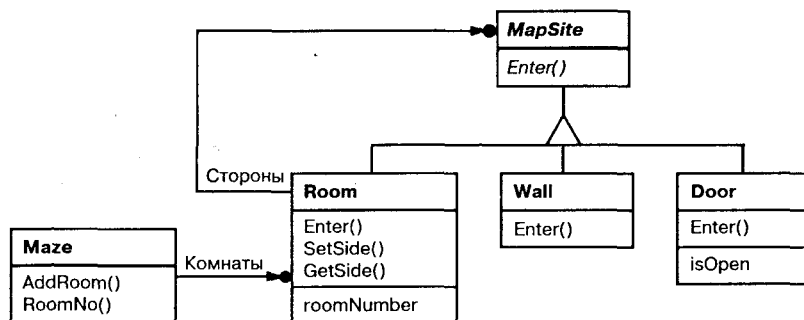 MapSite
Enter()
Стороны
Room
Enter()
SetSide()
GetSide()
roomNumber
Wall
Enter()
Door
Enter()
isOpen
Maze
AddRoom()
RoomNo()
Комнаты